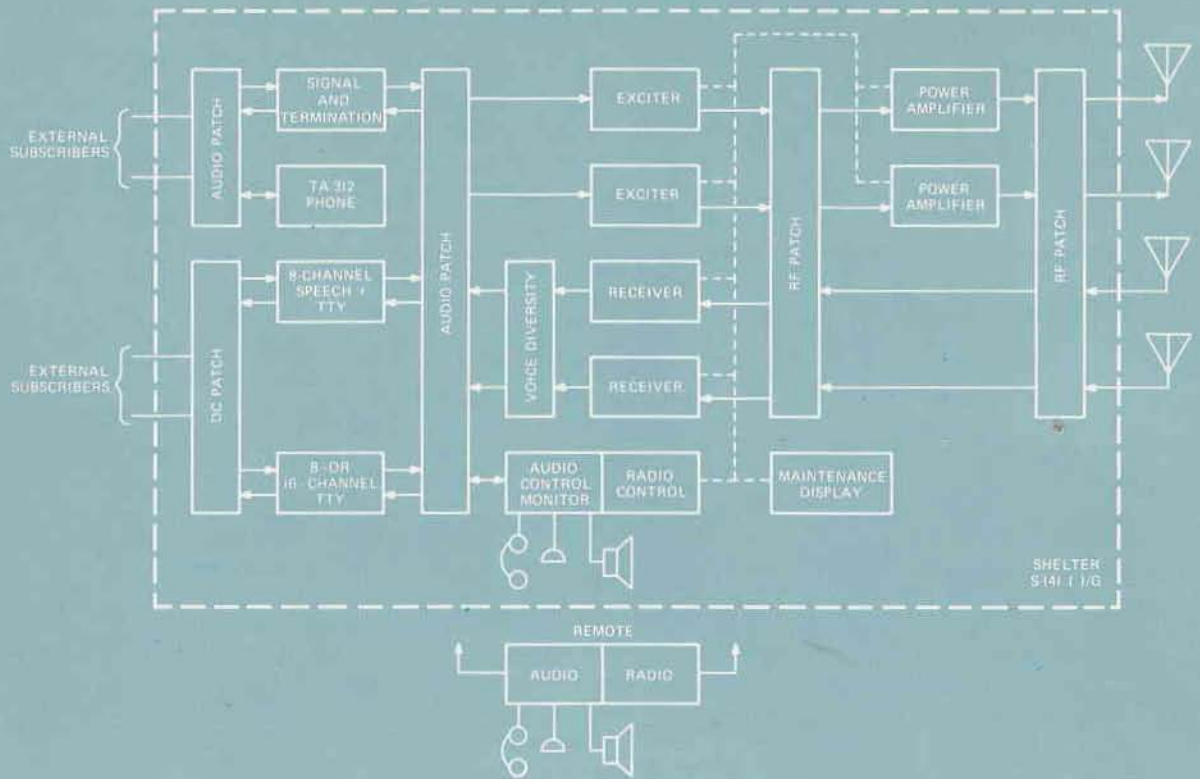 EXTERNAL
SUBSCRIBERS
AUDIO PATCH
SIGNAL
AND
TERMINATION
TA-312
PHONE
EXTERNAL
SUBSCRIBERS
DC PATCH
8-CHANNEL
SPEECH +
TTY
8-OR
16-CHANNEL
TTY
AUDIO PATCH
EXCITER
EXCITER
VOICE DIVERSITY
RECEIVER
RECEIVER
AUDIO
CONTROL
MONITOR
RADIO
CONTROL
RF PATCH
POWER
AMPLIFIER
POWER
AMPLIFIER
MAINTENANCE
DISPLAY
RF PATCH
SHELTER
S-(4) ( )/G
REMOTE
AUDIO
RADIO